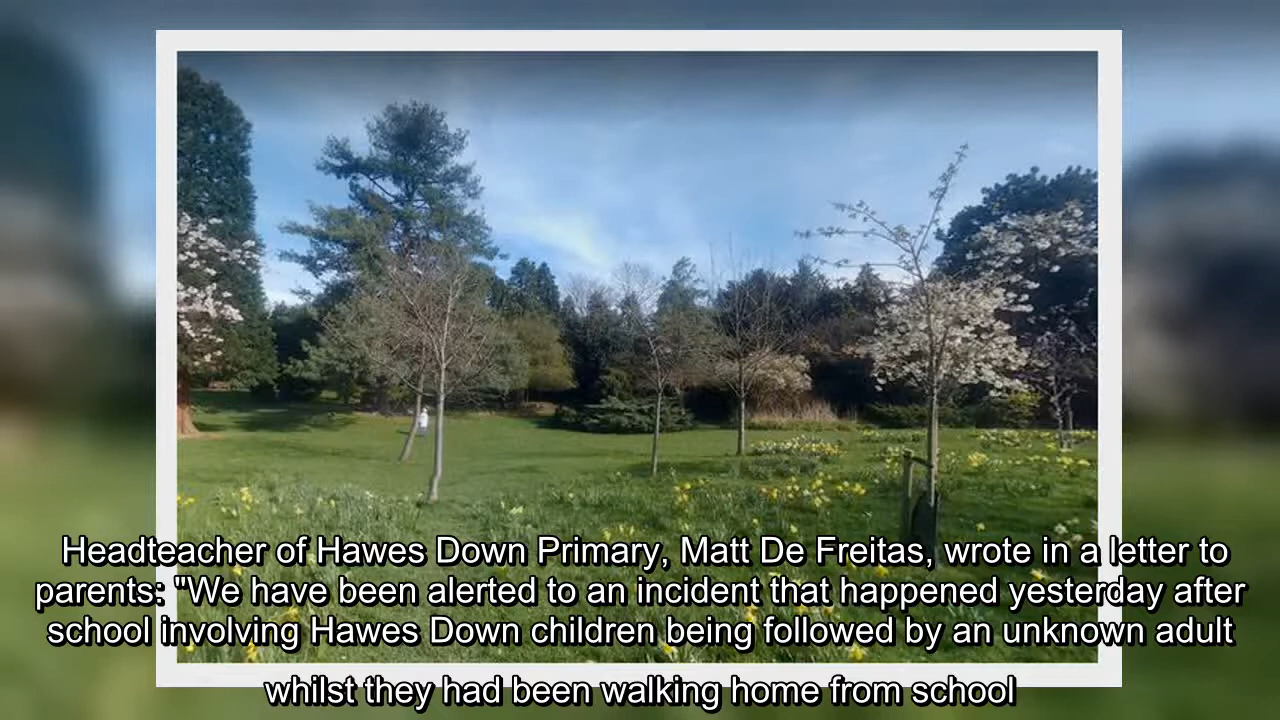 Headteacher of Hawes Down Primary, Matt De Freitas, wrote in a letter to
parents: "We have been alerted to an incident that happened yesterday after
school involving Hawes Down children being followed by an unknown adult
whilst they had been walking home from school